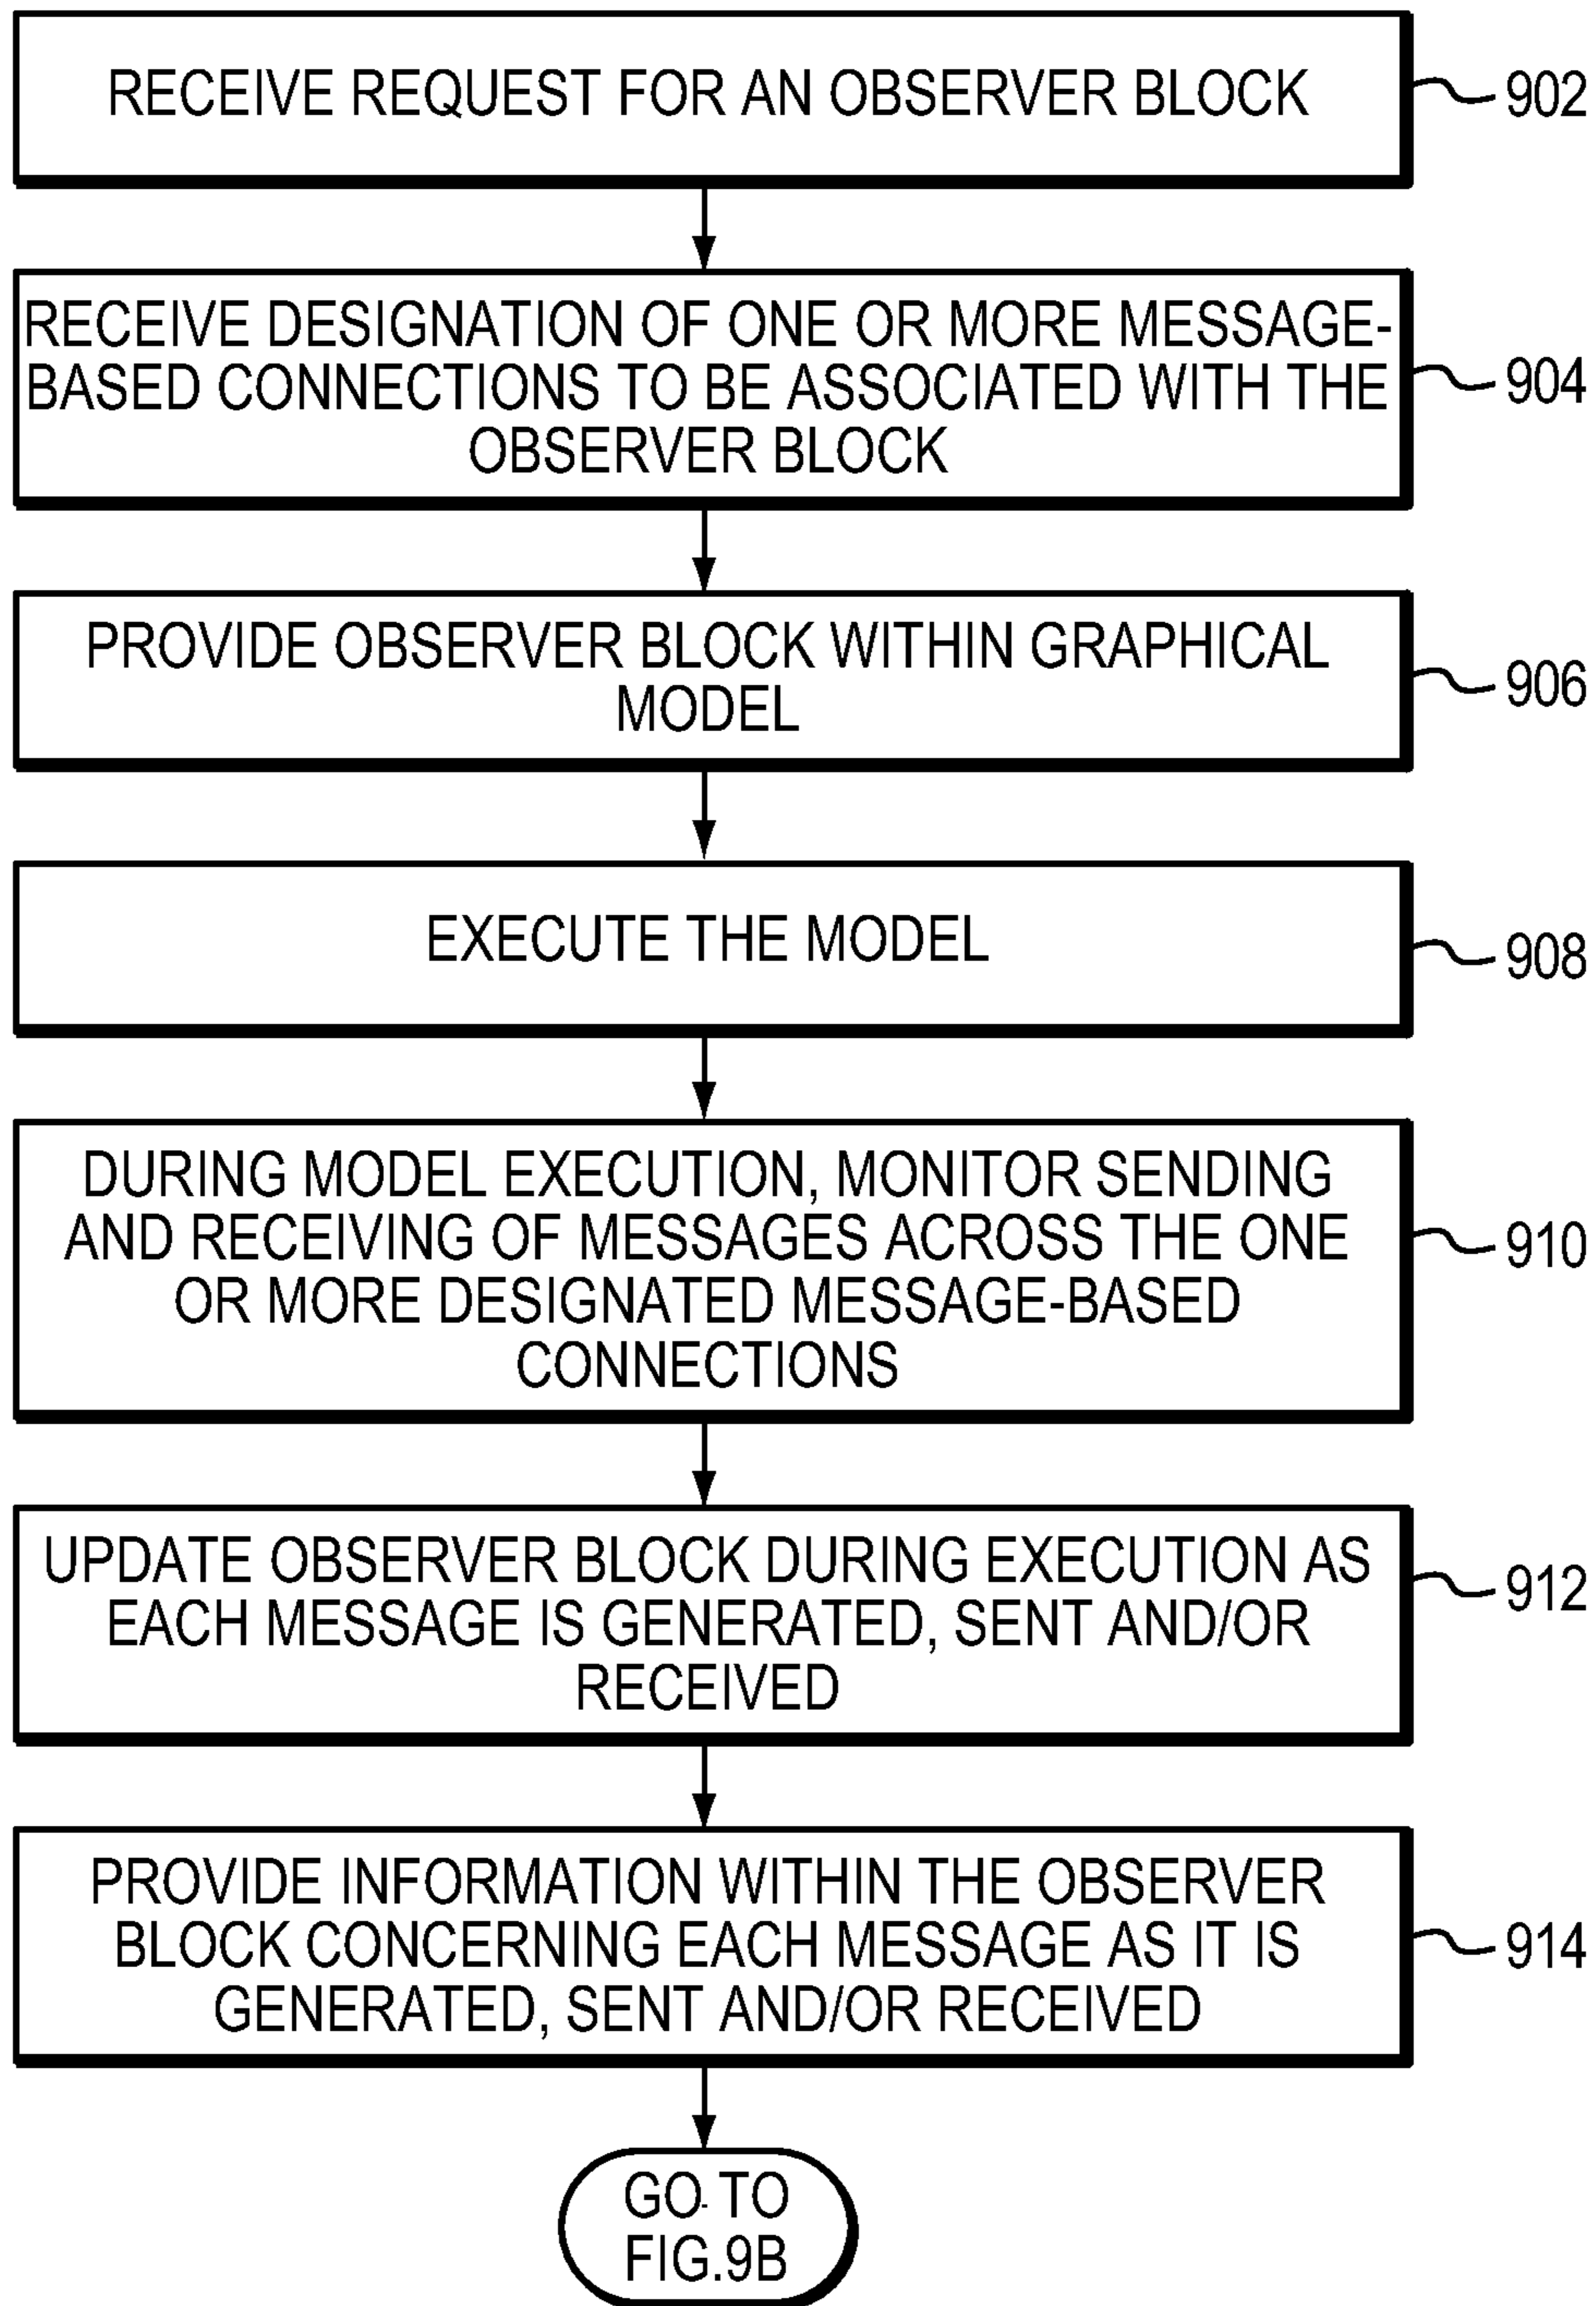 RECEIVE REQUEST FOR AN OBSERVER BLOCK
902
RECEIVE DESIGNATION OF ONE OR MORE MESSAGE-
BASED CONNECTIONS TO BE ASSOCIATED WITH THE
OBSERVER BLOCK
904
PROVIDE OBSERVER BLOCK WITHIN GRAPHICAL
MODEL
906
EXECUTE THE MODEL
908
DURING MODEL EXECUTION, MONITOR SENDING
AND RECEIVING OF MESSAGES ACROSS THE ONE
OR MORE DESIGNATED MESSAGE-BASED
CONNECTIONS
910
UPDATE OBSERVER BLOCK DURING EXECUTION AS
EACH MESSAGE IS GENERATED, SENT AND/OR
RECEIVED
912
PROVIDE INFORMATION WITHIN THE OBSERVER
BLOCK CONCERNING EACH MESSAGE AS IT IS
GENERATED, SENT AND/OR RECEIVED
914
GO TO
FIG.9B